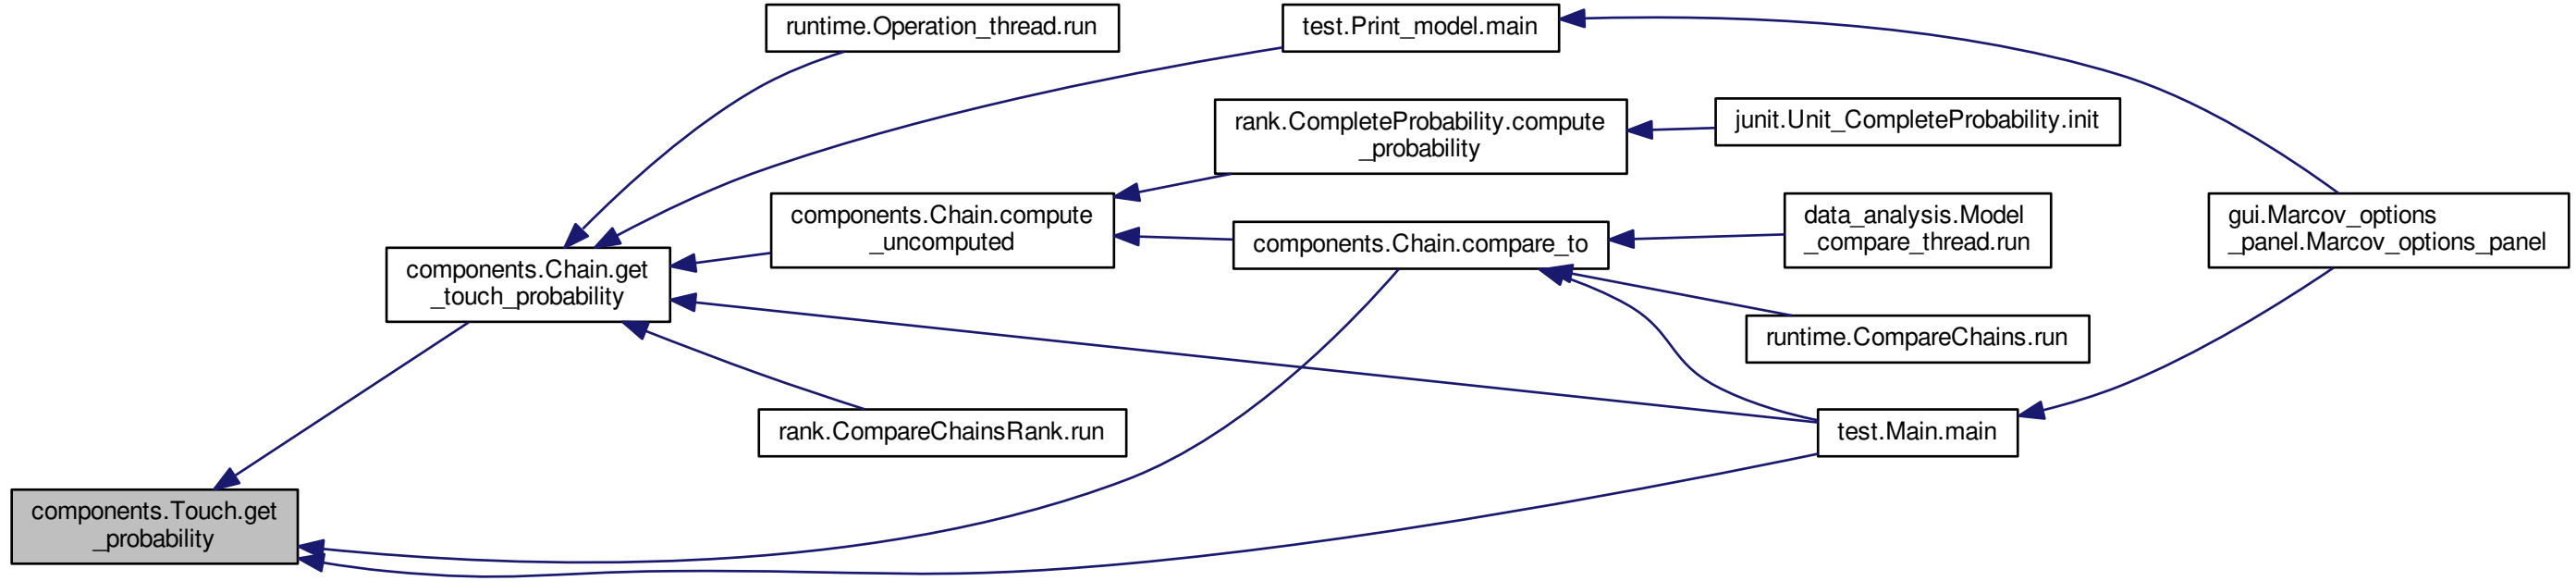 runtime.Operation_thread.run
test.Print_model.main
rank.CompleteProbability.compute
_probability
junit.Unit_CompleteProbability.init
components.Chain.compute
_uncomputed
data_analysis.Model
_compare_thread.run
gui.Marcov_options
_panel.Marcov_options_panel
components.Chain.compare_to
components.Chain.get
_touch_probability
runtime.CompareChains.run
rank.CompareChainsRank.run
test.Main.main
components.Touch.get
_probability